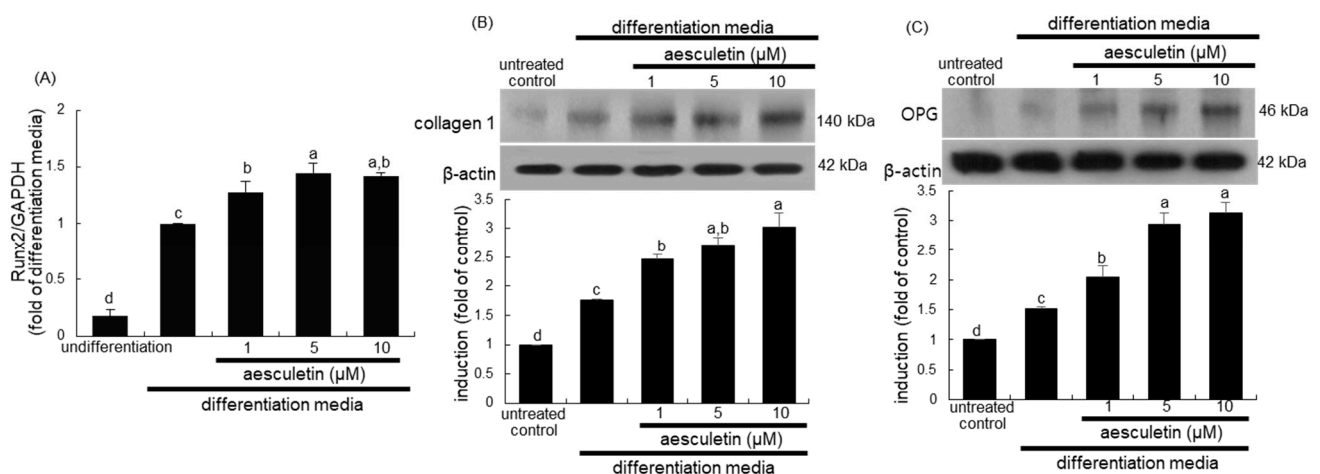 (A)
Runx2/GAPDH
(fold of differentiation media)
2
1.5
1
0.5
0
d
c
b
a
a,b
undifferentiation
1 5 10
aesculetin (μM)
differentiation media
(B)
differentiation media
aesculetin (μM)
untreated
control
1 5 10
collagen 1
140 kDa
β-actin
42 kDa
induction (fold of control)
3.5
3
2.5
2
1.5
1
0.5
0
d
c
b
a,b
a
untreated
control
1 5 10
aesculetin (μM)
differentiation media
(C)
differentiation media
aesculetin (μM)
untreated
control
1 5 10
OPG
46 kDa
β-actin
42 kDa
induction (fold of control)
3.5
3
2.5
2
1.5
1
0.5
0
d
c
b
a
a
untreated
control
1 5 10
aesculetin (μM)
differentiation media